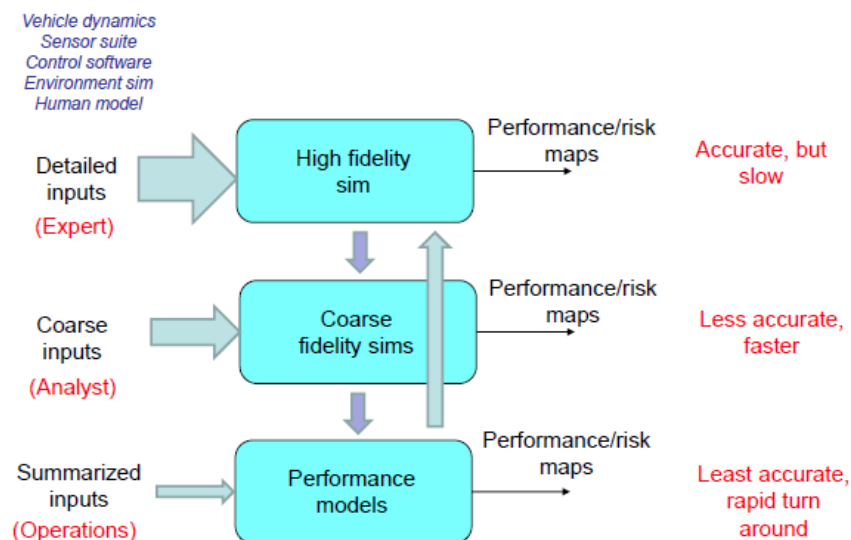 Vehicle dynamics
Sensor suite
Control software
Environment sim
Human model
Detailed
inputs
(Expert)
High fidelity
sim
Performance/risk
maps
Accurate, but
slow
Coarse
inputs
(Analyst)
Coarse
fidelity sims
Performance/risk
maps
Less accurate,
faster
Summarized
inputs
(Operations)
Performance
models
Performance/risk
maps
Least accurate,
rapid turn
around